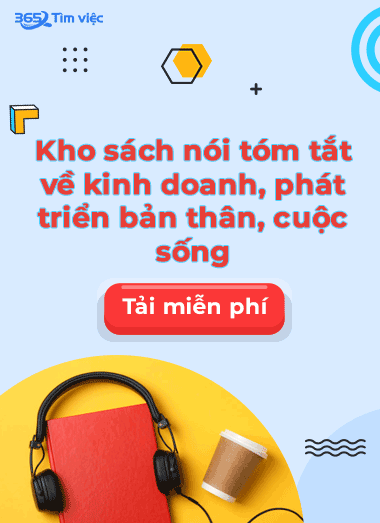 365 Tìm việc
Kho sách nói tóm tắt
về kinh doanh, phát
triển bản thân, cuộc
sống
Tải miễn phí